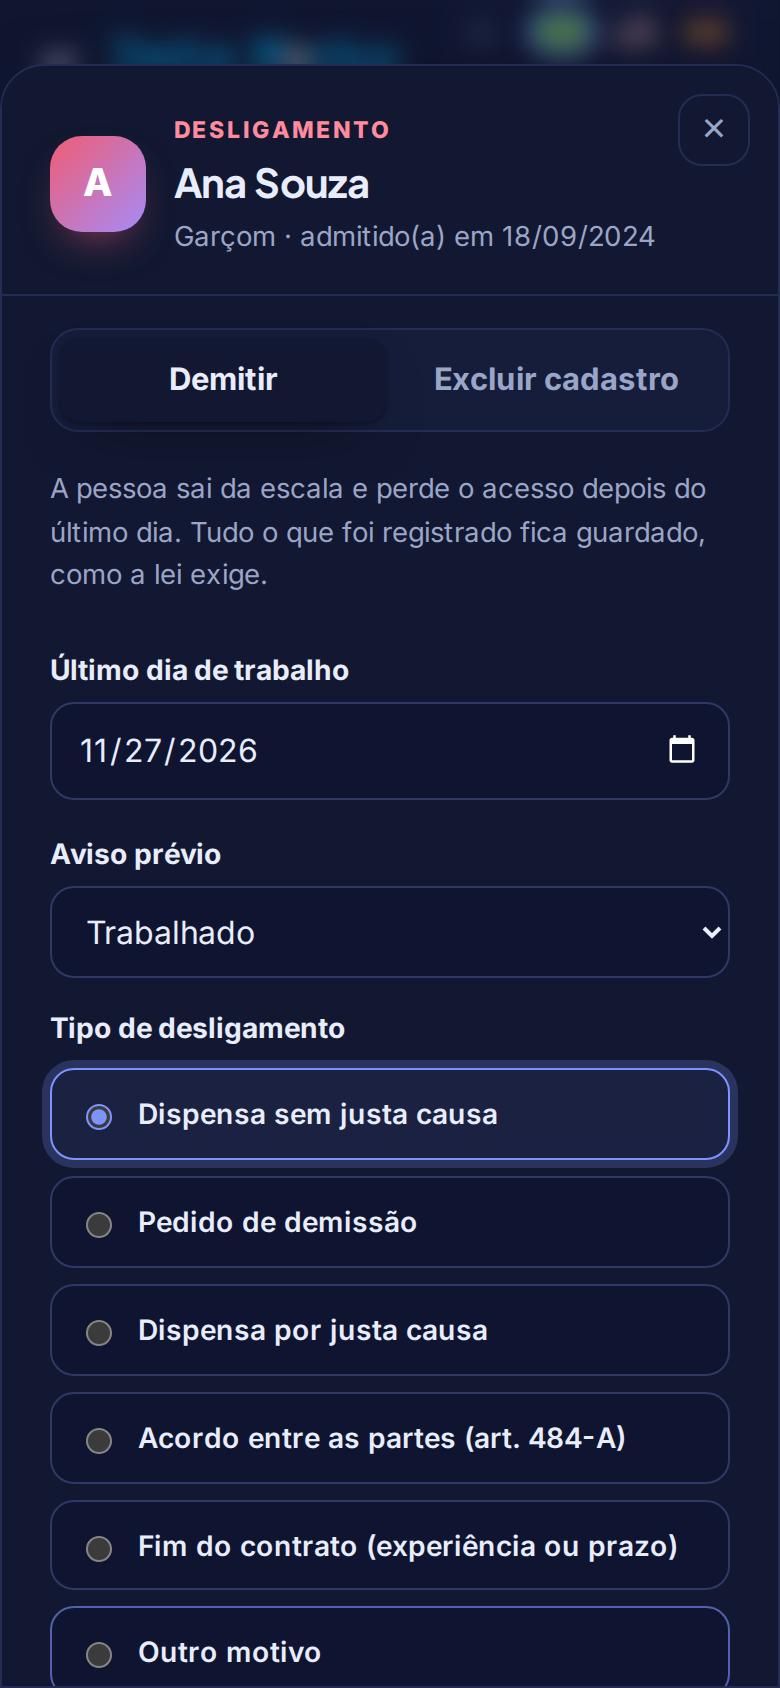 DESLIGAMENTO
A
Ana Souza
Garçom · admitido(a) em 18/09/2024
Demitir
Excluir cadastro
A pessoa sai da escala e perde o acesso depois do
último dia. Tudo o que foi registrado fica guardado,
como a lei exige.
Último dia de trabalho
11/27/2026
Aviso prévio
Trabalhado
Tipo de desligamento
Dispensa sem justa causa
Pedido de demissão
Dispensa por justa causa
Acordo entre as partes (art. 484-A)
Fim do contrato (experiência ou prazo)
Outro motivo